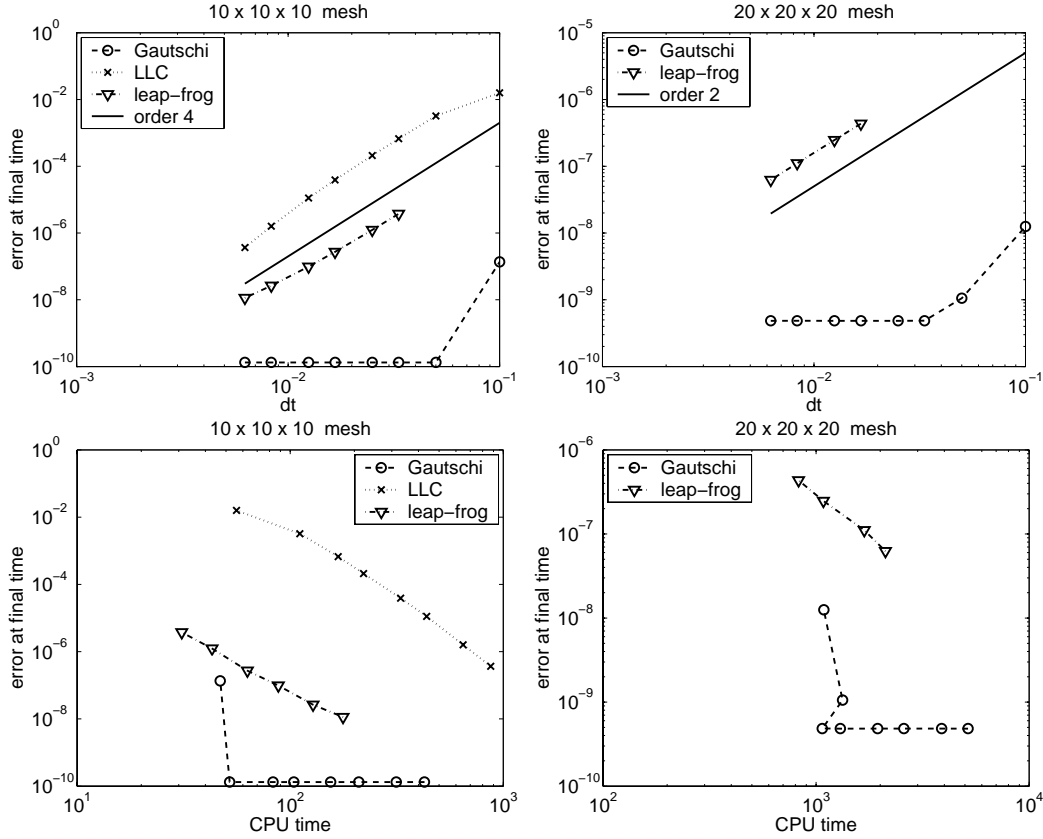 10 x 10 x 10 mesh
10^0
10^-2
10^-4
10^-6
10^-8
10^-10
error at final time
Gautschi
LLC
leap-frog
order 4
10^-3
10^-2
10^-1
dt
20 x 20 x 20 mesh
10^-5
10^-6
10^-7
10^-8
10^-9
10^-10
error at final time
Gautschi
leap-frog
order 2
10^-3
10^-2
10^-1
dt
10 x 10 x 10 mesh
10^0
10^-2
10^-4
10^-6
10^-8
10^-10
error at final time
Gautschi
LLC
leap-frog
10^1
10^2
10^3
CPU time
20 x 20 x 20 mesh
10^-6
10^-7
10^-8
10^-9
10^-10
error at final time
Gautschi
leap-frog
10^2
10^3
10^4
CPU time